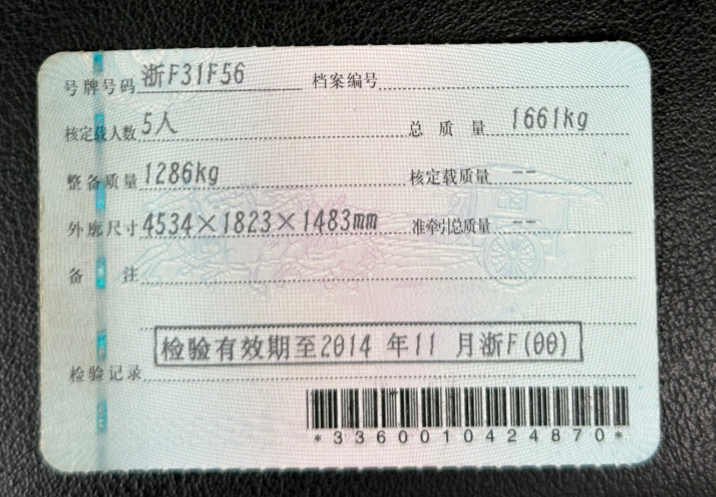 号牌号码 浙F31F56 档案编号
核定载人数 5人 总质量 1661kg
整备质量 1286kg 核定载质量 --
外廓尺寸 4534×1823×1483mm 准牵引总质量 --
备注
检验有效期至2014 年11 月浙F(00)
检验记录
*3360010424870*